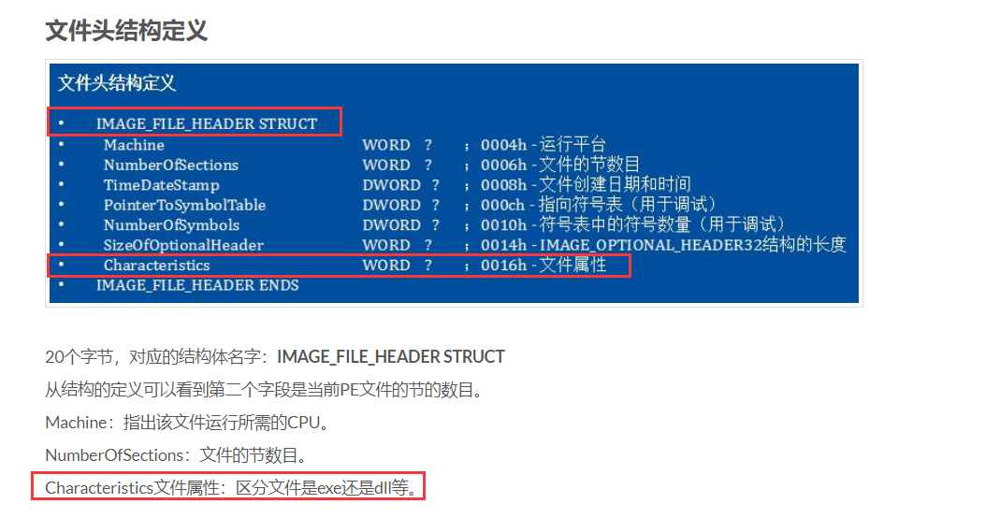 文件头结构定义
文件头结构定义
• IMAGE_FILE_HEADER STRUCT
• Machine WORD ? ；0004h - 运行平台
• NumberOfSections WORD ? ；0006h - 文件的节数目
• TimeDateStamp DWORD ? ；0008h - 文件创建日期和时间
• PointerToSymbolTable DWORD ? ；000ch - 指向符号表（用于调试）
• NumberOfSymbols DWORD ? ；0010h - 符号表中的符号数量（用于调试）
• SizeOfOptionalHeader WORD ? ；0014h - IMAGE_OPTIONAL_HEADER32结构的长度
• Characteristics WORD ? ；0016h - 文件属性
• IMAGE_FILE_HEADER ENDS
20个字节，对应的结构体名字：IMAGE_FILE_HEADER STRUCT
从结构的定义可以看到第二个字段是当前PE文件的节的数目。
Machine：指出该文件运行所需的CPU。
NumberOfSections：文件的节数目。
Characteristics文件属性：区分文件是exe还是dll等。